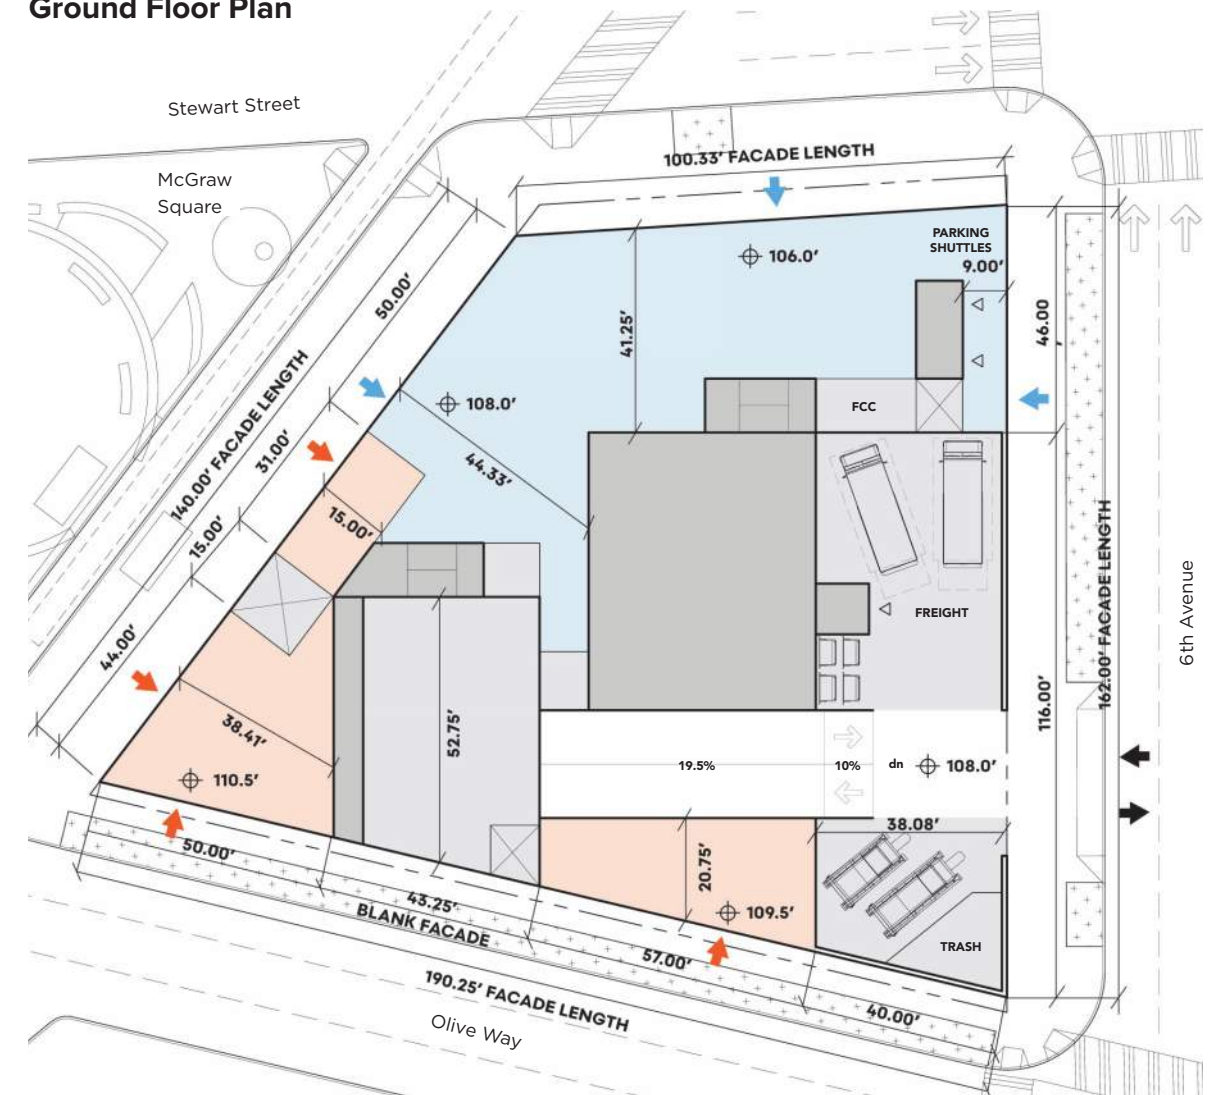 Ground Floor Plan
Stewart Street
McGraw
Square
100.33' FACADE LENGTH
PARKING
SHUTTLES
9.00'
106.0'
50.00'
41.25'
46.00
'
140.00' FACADE LENGTH
108.0'
FCC
31.00'
44.33'
15.00'
15.00'
162.00' FACADE LENGTH
6th Avenue
FREIGHT
44.00'
38.41'
52.75'
116.00'
110.5'
19.5%
10%
dn
108.0'
38.08'
50.00'
20.75'
43.25'
BLANK FACADE
109.5'
TRASH
57.00'
190.25' FACADE LENGTH
40.00'
Olive Way